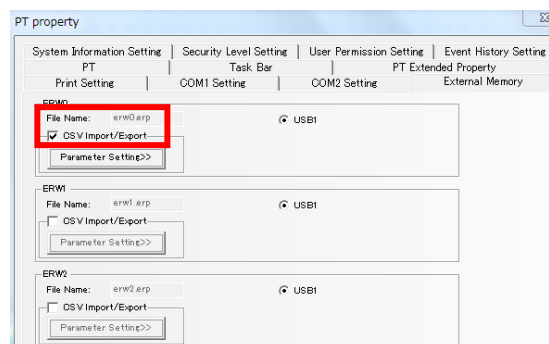 PT property
System Information Setting | Security Level Setting | User Permission Setting | Event History Setting
PT | Task Bar | PT Extended Property
Print Setting | COM1 Setting | COM2 Setting | External Memory
ERW0
File Name: erw0.erp USB1
CSV Import/Export
Parameter Setting>>
ERW1
File Name: erw1.erp USB1
CSV Import/Export
Parameter Setting>>
ERW2
File Name: erw2.erp USB1
CSV Import/Export
Parameter Setting>>